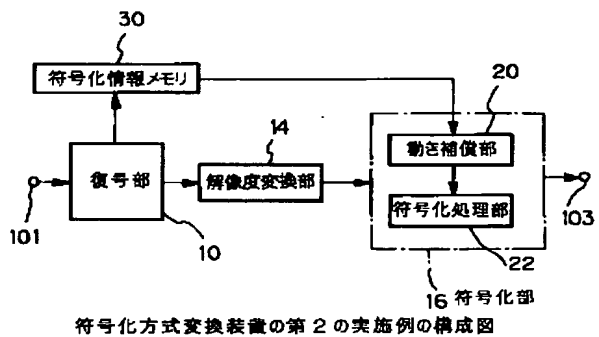 30
符号化情報メモリ
20
14
動き補償部
復号部
解像度変換部
符号化処理部
101
10
103
22
16 符号化部
符号化方式変換装置の第2の実施例の構成図